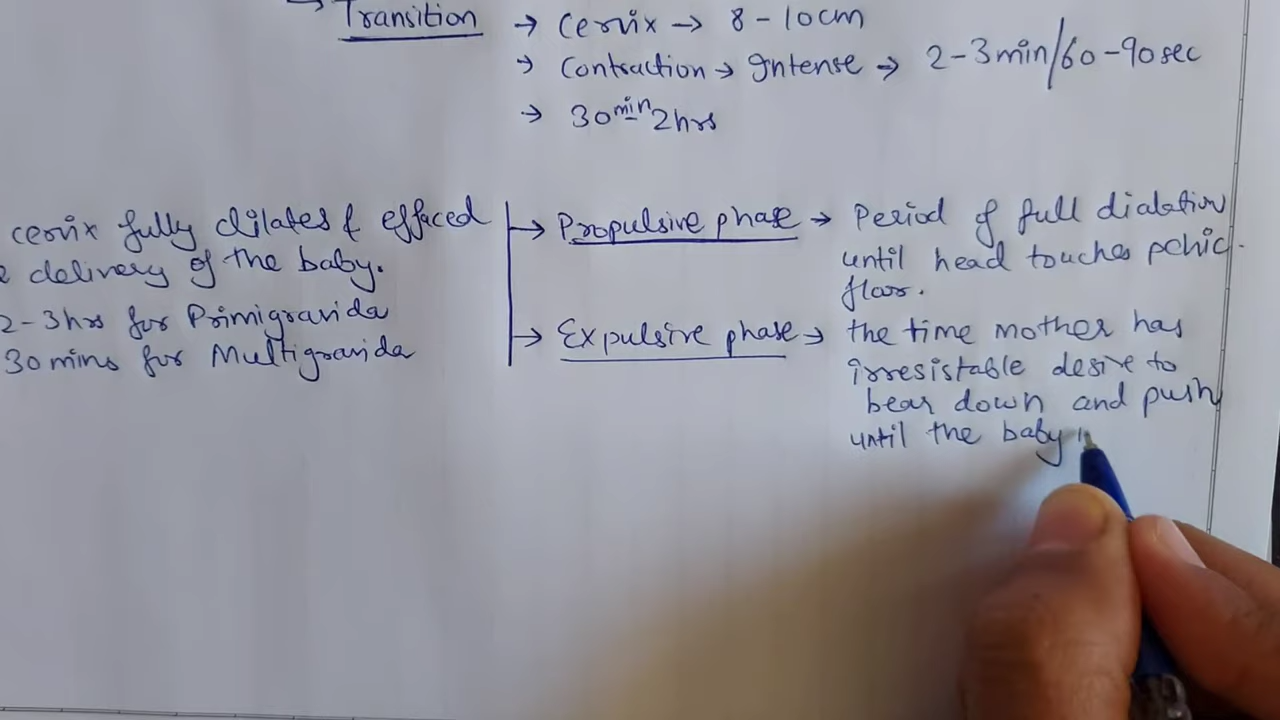 Transition → Cervix → 8-10cm
→ Contraction → Intense → 2-3min/60-90sec
→ 30min 2hrs
cervix fully dilates & effaced
delivery of the baby.
2-3hrs for Primigravida
30mins for Multigravida
→ Propulsive phase → Period of full dialation
until head touches pelvic
floor.
→ Expulsive phase → the time mother has
irresistable desire to
bear down and push
until the baby